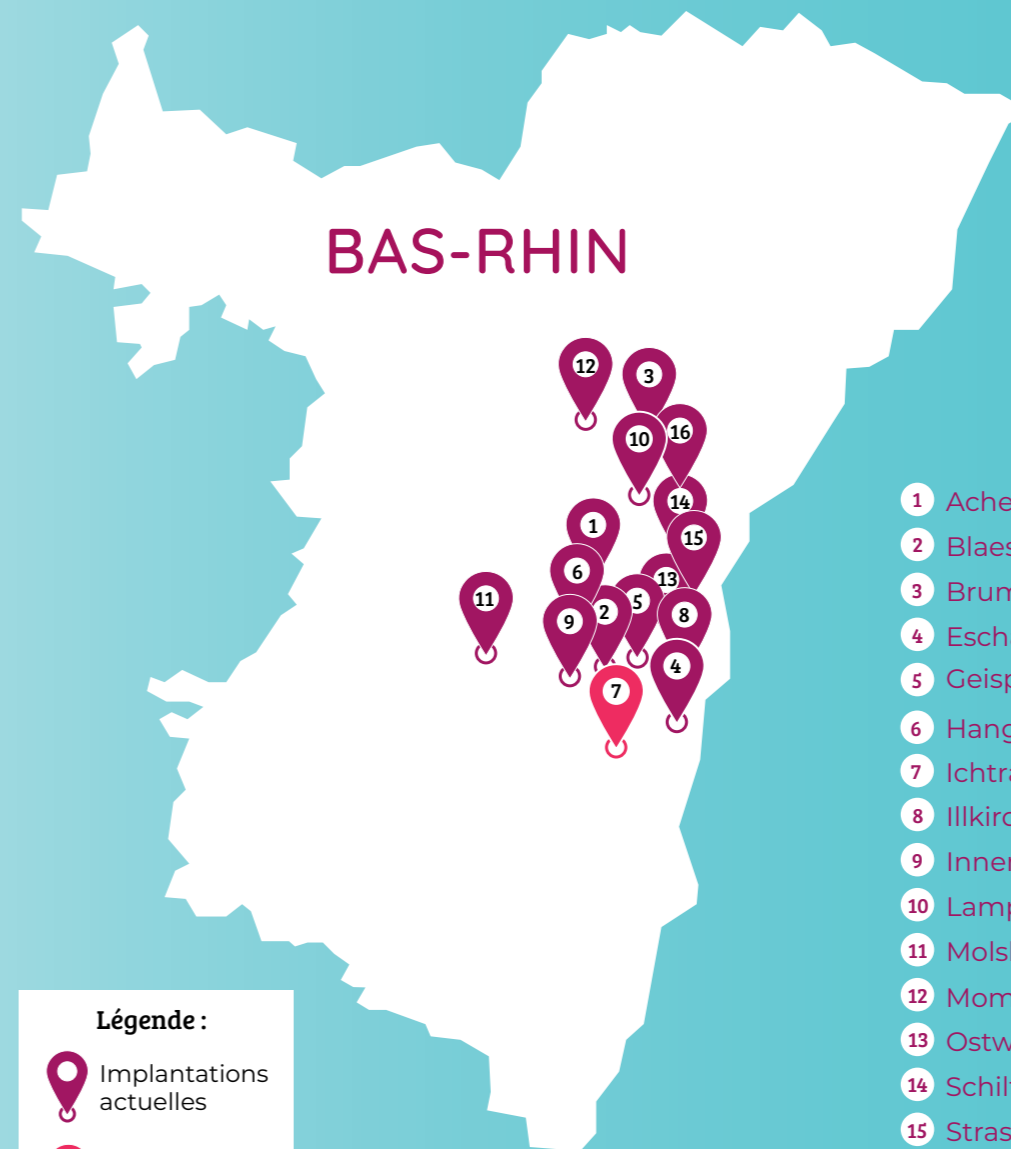 BAS-RHIN
12
3
16
10
14
1
15
6
13
11
5
2
8
9
4
7
1 Ache
2 Blaes
3 Brum
4 Esch
5 Geisp
6 Hang
7 Ichtra
8 Illkirc
9 Inner
10 Lamp
11 Mols
12 Mom
13 Ostw
14 Schilt
15 Stras
Légende :
Implantations
actuelles